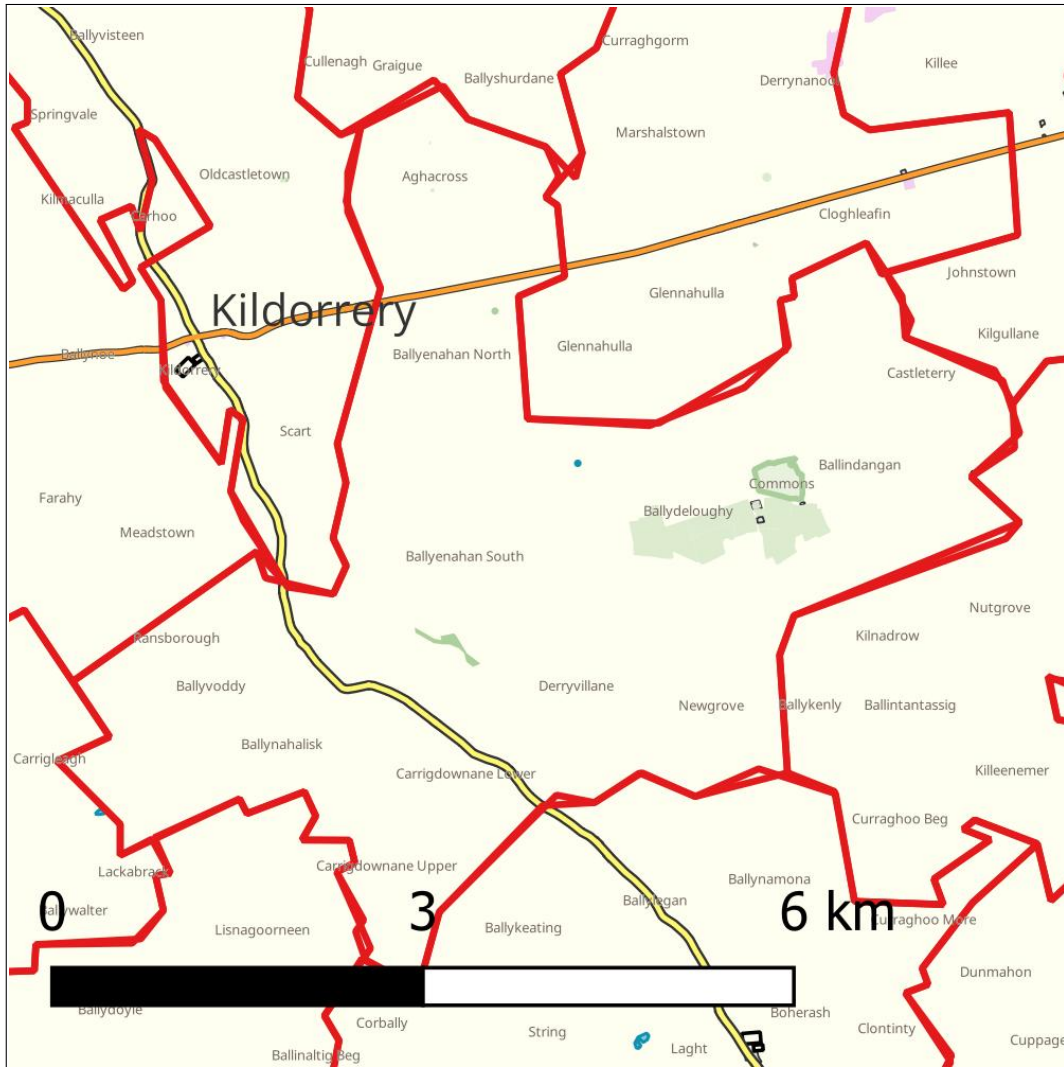 Ballyvisteen
Curraghgorm
Cullenagh
Graigue
Killee
Ballyshurdane
Derrynanool
Springvale
Marshalstown
Oldcastletown
Aghacross
Kilmaculla
Cerhoo
Cloghleafin
Johnstown
Glennahulla
Kildorrery
Kilgullane
Glennahulla
Ballynoe
Ballyenahan North
Kildorrery
Castleterry
Scart
Ballindangan
Commons
Farahy
Ballydeloughy
Meadstown
Ballyenahan South
Nutgrove
Ransborough
Kilnadrow
Ballyvoddy
Derryvillane
Newgrove
Ballykenly
Ballintantassig
Ballynahalisk
Carrigleagh
Carrigdownane Lower
Killeenemer
Curraghoo Beg
Carrigdownane Upper
Lackabrack
Ballynamona
Ballylegan
0 3 6 km
Ballywalter
Curraghoo More
Lisnagoorneen
Ballykeating
Dunmahon
Ballydoyle
Boherash
Corbally
String
Clontinty
Cuppage
Laght
Ballinaltig Beg